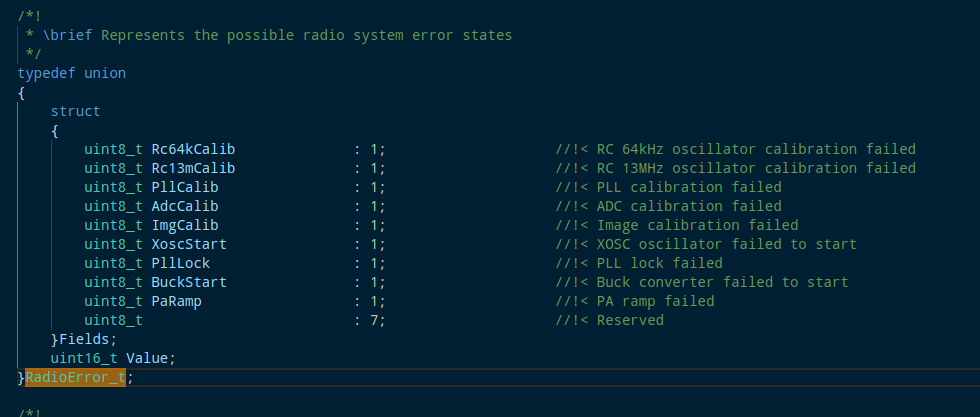 /*!
 * \brief Represents the possible radio system error states
 */
typedef union
{
    struct
    {
        uint8_t Rc64kCalib              : 1;                    //!< RC 64kHz oscillator calibration failed
        uint8_t Rc13mCalib              : 1;                    //!< RC 13MHz oscillator calibration failed
        uint8_t PllCalib                : 1;                    //!< PLL calibration failed
        uint8_t AdcCalib                : 1;                    //!< ADC calibration failed
        uint8_t ImgCalib                : 1;                    //!< Image calibration failed
        uint8_t XoscStart               : 1;                    //!< XOSC oscillator failed to start
        uint8_t PllLock                 : 1;                    //!< PLL lock failed
        uint8_t BuckStart               : 1;                    //!< Buck converter failed to start
        uint8_t PaRamp                  : 1;                    //!< PA ramp failed
        uint8_t                         : 7;                    //!< Reserved
    }Fields;
    uint16_t Value;
}RadioError_t;
/*!